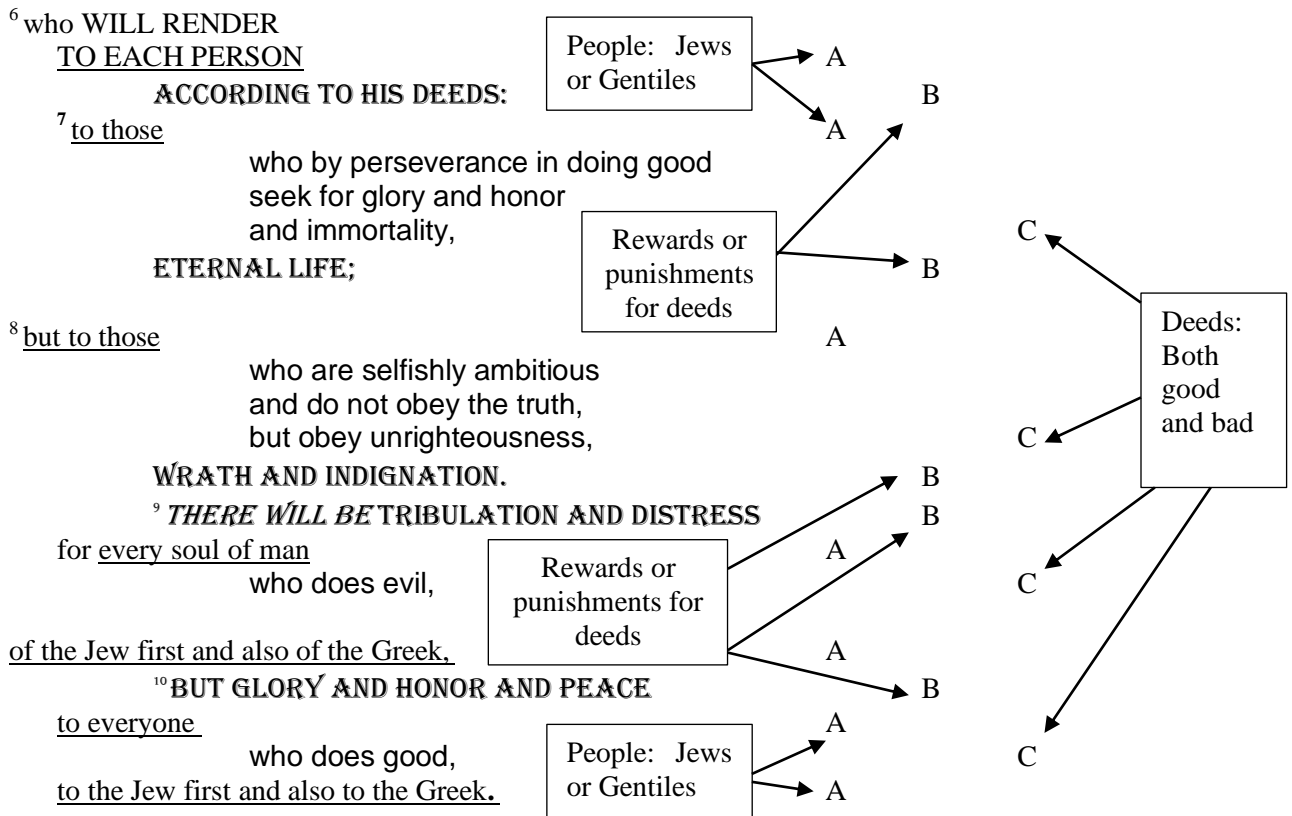 6 who WILL RENDER
TO EACH PERSON A
People: Jews
or Gentiles
ACCORDING TO HIS DEEDS: B
7 to those A
who by perseverance in doing good
seek for glory and honor
and immortality, C
Rewards or
punishments
for deeds
ETERNAL LIFE; B
8 but to those A
Deeds:
Both
good
and bad
who are selfishly ambitious
and do not obey the truth,
but obey unrighteousness, C
WRATH AND INDIGNATION. B
9 THERE WILL BE TRIBULATION AND DISTRESS B
for every soul of man A
Rewards or
punishments for
deeds
who does evil, C
of the Jew first and also of the Greek, A
10 BUT GLORY AND HONOR AND PEACE B
to everyone A
who does good, C
People: Jews
or Gentiles
to the Jew first and also to the Greek. A